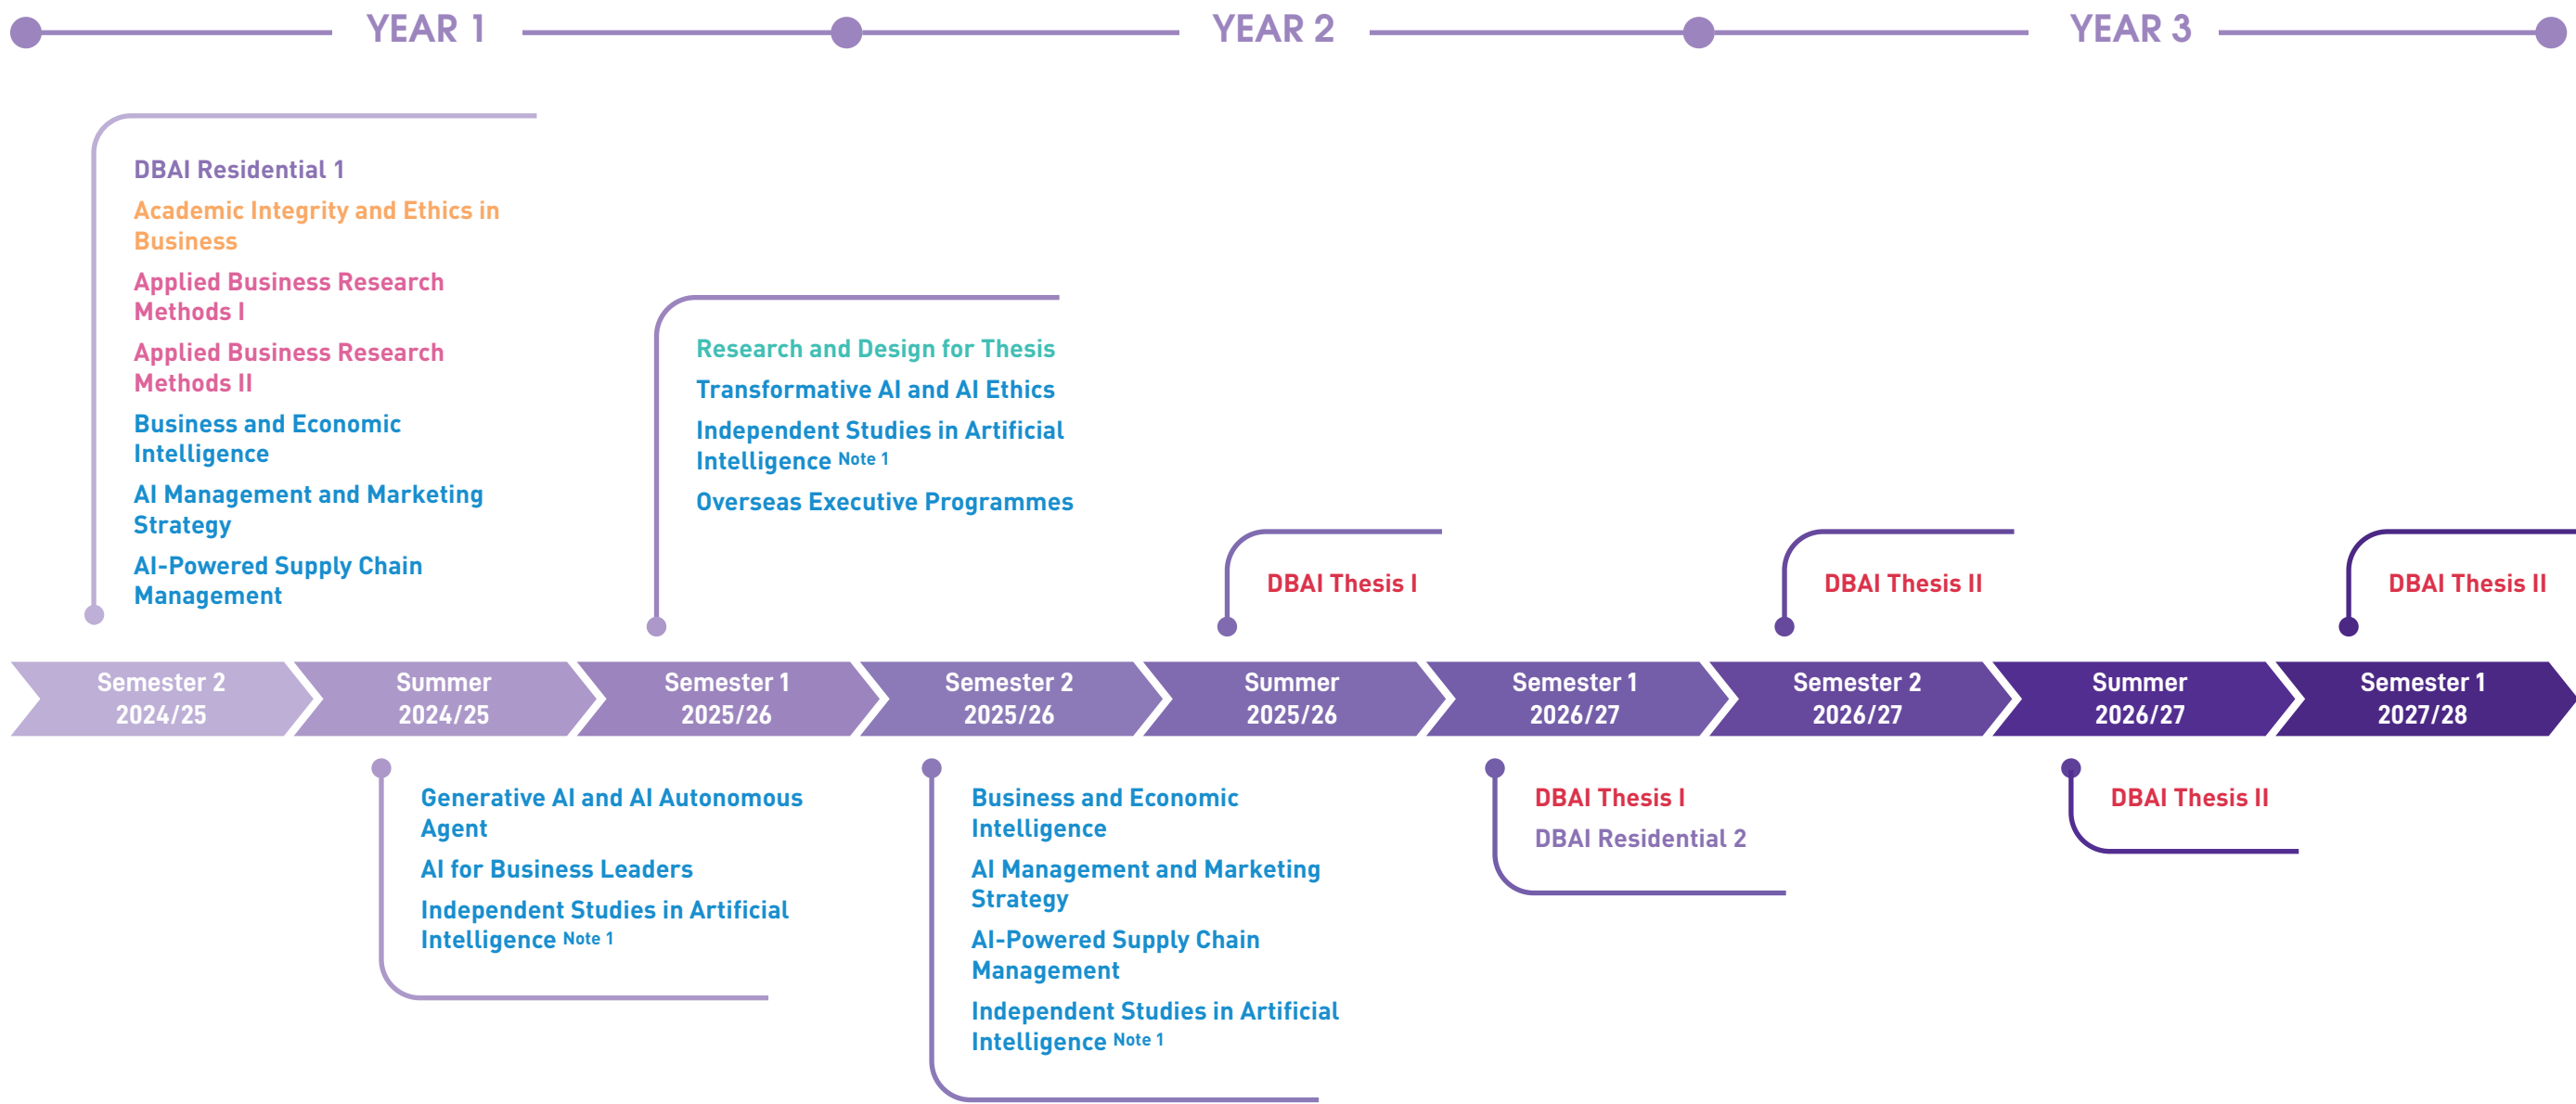 YEAR 1
YEAR 2
YEAR 3
DBAI Residential 1
Academic Integrity and Ethics in
Business
Applied Business Research
Methods I
Applied Business Research
Methods II
Business and Economic
Intelligence
AI Management and Marketing
Strategy
AI-Powered Supply Chain
Management
Research and Design for Thesis
Transformative AI and AI Ethics
Independent Studies in Artificial
Intelligence Note 1
Overseas Executive Programmes
DBAI Thesis I
DBAI Thesis II
DBAI Thesis II
Semester 2
2024/25
Summer
2024/25
Semester 1
2025/26
Semester 2
2025/26
Summer
2025/26
Semester 1
2026/27
Semester 2
2026/27
Summer
2026/27
Semester 1
2027/28
Generative AI and AI Autonomous
Agent
AI for Business Leaders
Independent Studies in Artificial
Intelligence Note 1
Business and Economic
Intelligence
AI Management and Marketing
Strategy
AI-Powered Supply Chain
Management
Independent Studies in Artificial
Intelligence Note 1
DBAI Thesis I
DBAI Residential 2
DBAI Thesis II